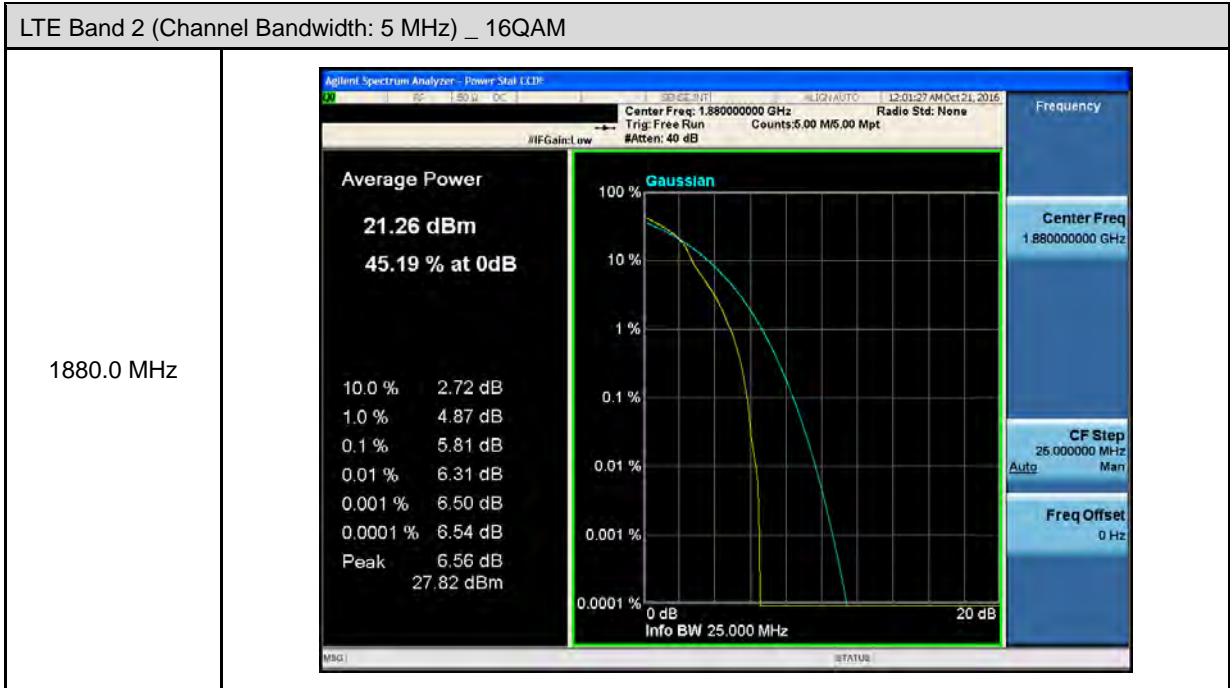 LTE Band 2 (Channel Bandwidth: 5 MHz) _ 16QAM
1880.0 MHz
Agilent Spectrum Analyzer - Power Stat CCDF
RF 50 Ω DC SENSE:INT ALIGN AUTO 12:01:27 AM Oct 21, 2016
Center Freq: 1.880000000 GHz Radio Std: None
Trig: Free Run Counts:5.00 M/5.00 Mpt
#IFGain:Low #Atten: 40 dB
Average Power
21.26 dBm
45.19 % at 0dB
10.0 % 2.72 dB
1.0 % 4.87 dB
0.1 % 5.81 dB
0.01 % 6.31 dB
0.001 % 6.50 dB
0.0001 % 6.54 dB
Peak 6.56 dB
27.82 dBm
Gaussian
100 %
10 %
1 %
0.1 %
0.01 %
0.001 %
0.0001 %
0 dB 20 dB
Info BW 25.000 MHz
Frequency
Center Freq
1.880000000 GHz
CF Step
25.000000 MHz
Auto Man
Freq Offset
0 Hz
MSG STATUS